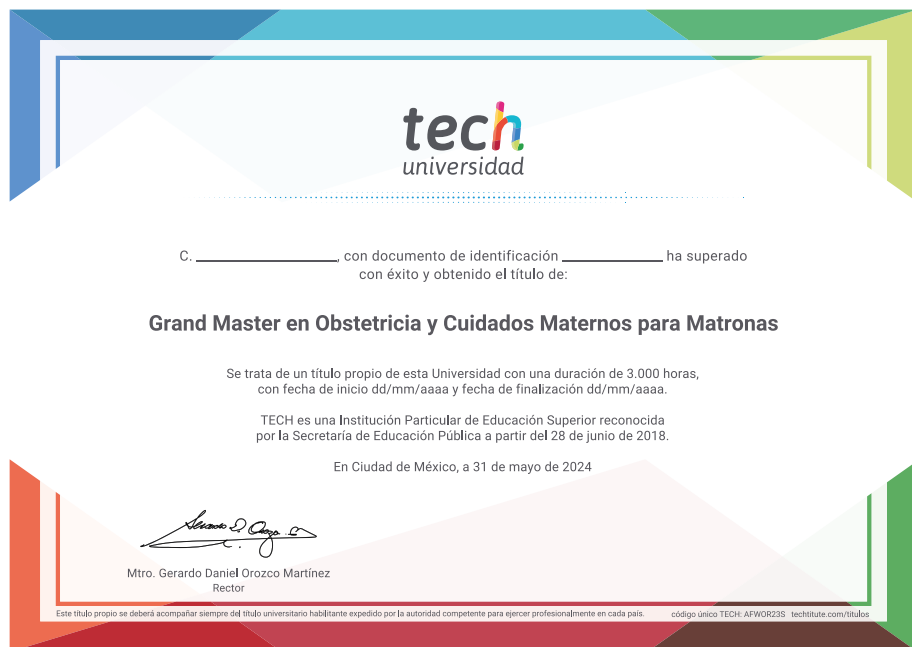 tech
universidad
C. ____________, con documento de identificación ____________ ha superado
con éxito y obtenido el título de:
Grand Master en Obstetricia y Cuidados Maternos para Matronas
Se trata de un título propio de esta Universidad con una duración de 3.000 horas,
con fecha de inicio dd/mm/aaaa y fecha de finalización dd/mm/aaaa.
TECH es una Institución Particular de Educación Superior reconocida
por la Secretaría de Educación Pública a partir del 28 de junio de 2018.
En Ciudad de México, a 31 de mayo de 2024
Mtro. Gerardo Daniel Orozco Martínez
Rector
Este título propio se deberá acompañar siempre del título universitario habilitante expedido por la autoridad competente para ejercer profesionalmente en cada país. código único TECH: AFWOR23S techtitute.com/titulos